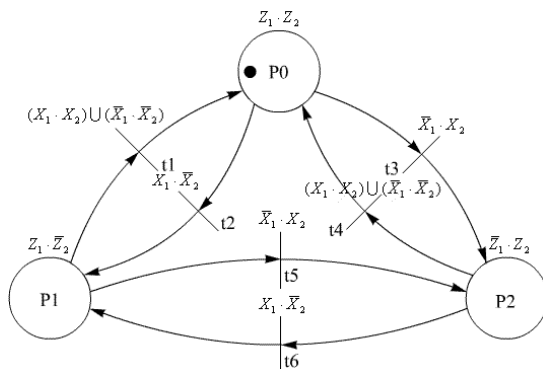 Z₁ · Z₂
P0
(X₁ · X₂) ∪ (X̄₁ · X̄₂)
X̄₁ · X₂
t1
t3
X₁ · X̄₂
(X₁ · X₂) ∪ (X̄₁ · X̄₂)
t2
t4
Z₁ · Z̄₂
X̄₁ · X₂
Z̄₁ · Z₂
P1
t5
P2
X₁ · X̄₂
t6